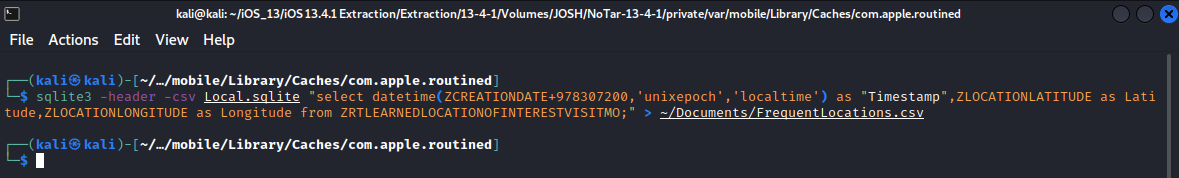 kali@kali: ~/iOS_13/iOS13.4.1 Extraction/Extraction/13-4-1/Volumes/JOSH/NoTar-13-4-1/private/var/mobile/Library/Caches/com.apple.routined
File Actions Edit View Help
┌──(kali㉿kali)-[~/…/mobile/Library/Caches/com.apple.routined]
└─$ sqlite3 -header -csv Local.sqlite "select datetime(ZCREATIONDATE+978307200,'unixepoch','localtime') as "Timestamp",ZLOCATIONLATITUDE as Lati
tude,ZLOCATIONLONGITUDE as Longitude from ZRTLEARNEDLOCATIONOFINTERESTVISITMO;" > ~/Documents/FrequentLocations.csv
┌──(kali㉿kali)-[~/…/mobile/Library/Caches/com.apple.routined]
└─$